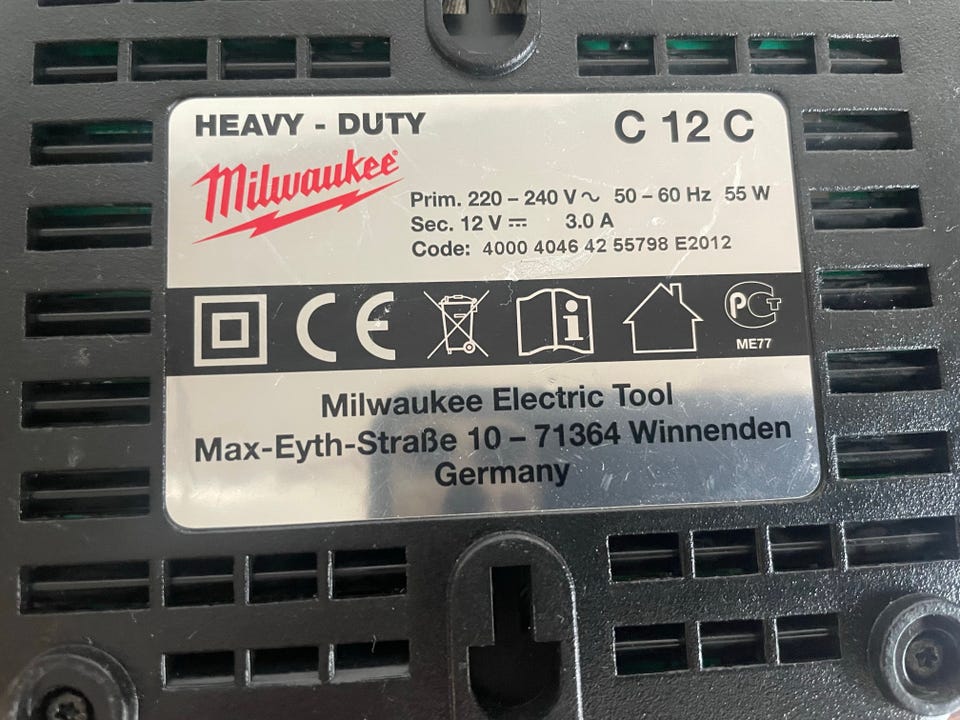 HEAVY - DUTY
C 12 C
Milwaukee®
Prim. 220 – 240 V ~ 50 – 60 Hz 55 W
Sec. 12 V ⎓ 3.0 A
Code: 4000 4046 42 55798 E2012
CE
i
PCT
ME77
Milwaukee Electric Tool
Max-Eyth-Straße 10 – 71364 Winnenden
Germany